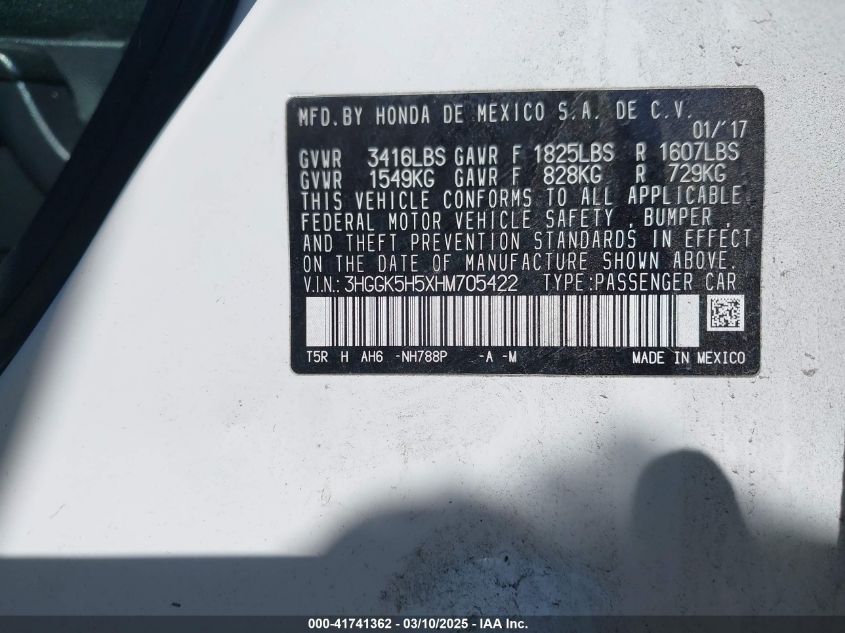 MFD.BY HONDA DE MEXICO S.A. DE C.V.
01/'17
GVWR 3416LBS GAWR F 1825LBS R 1607LBS
GVWR 1549KG GAWR F 828KG R 729KG
THIS VEHICLE CONFORMS TO ALL APPLICABLE
FEDERAL MOTOR VEHICLE SAFETY , BUMPER ,
AND THEFT PREVENTION STANDARDS IN EFFECT
ON THE DATE OF MANUFACTURE SHOWN ABOVE.
V.I.N.: 3HGGK5H5XHM705422 TYPE:PASSENGER CAR
T5R H AH6 -NH788P -A -M MADE IN MEXICO
000-41741362 - 03/10/2025 - IAAI.COM